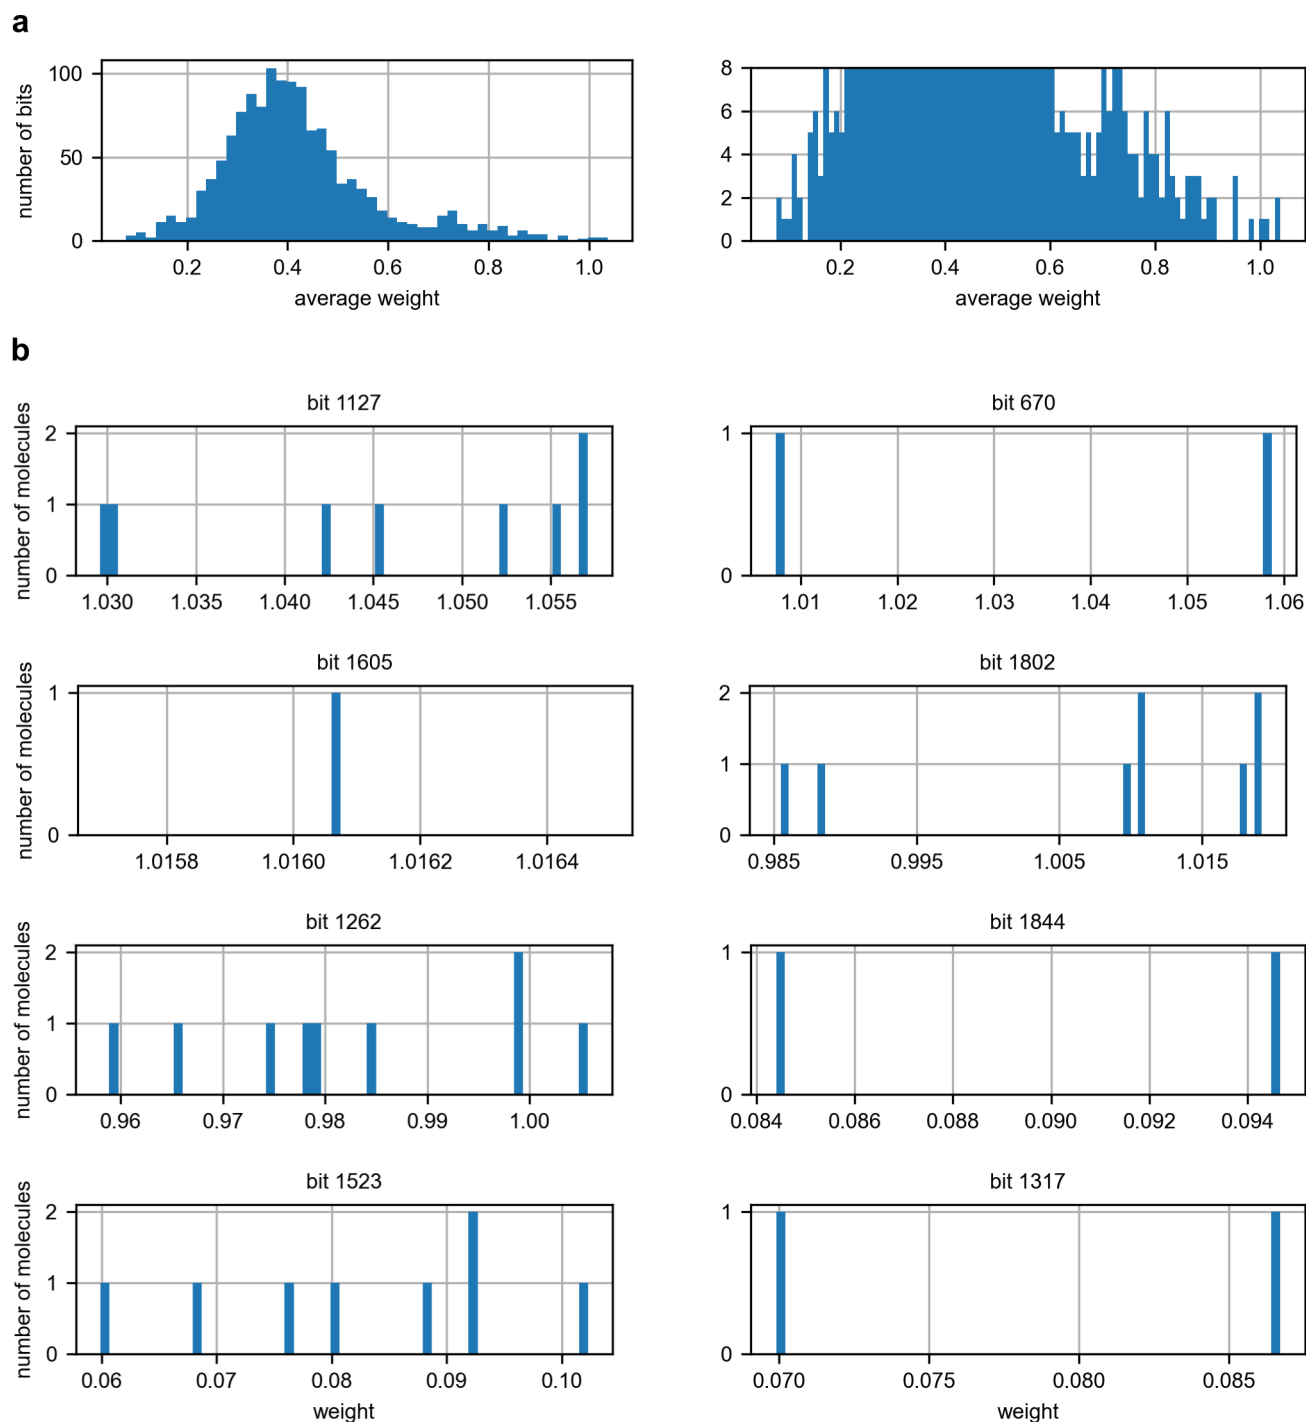 a
number of bits
100
50
0
0.2 0.4 0.6 0.8 1.0
average weight
8
6
4
2
0
0.2 0.4 0.6 0.8 1.0
average weight
b
bit 1127
number of molecules
2
1
0
1.030 1.035 1.040 1.045 1.050 1.055
bit 670
1
0
1.01 1.02 1.03 1.04 1.05 1.06
bit 1605
number of molecules
1
0
1.0158 1.0160 1.0162 1.0164
bit 1802
2
1
0
0.985 0.995 1.005 1.015
bit 1262
number of molecules
2
1
0
0.96 0.97 0.98 0.99 1.00
bit 1844
1
0
0.084 0.086 0.088 0.090 0.092 0.094
bit 1523
number of molecules
2
1
0
0.06 0.07 0.08 0.09 0.10
weight
bit 1317
1
0
0.070 0.075 0.080 0.085
weight